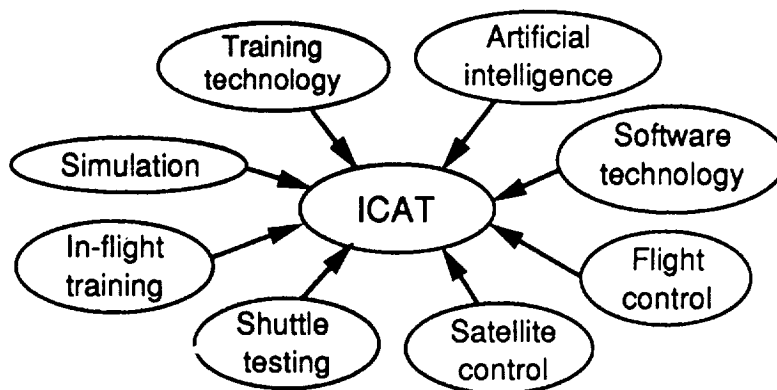 Training
technology
Artificial
intelligence
Simulation
ICAT
Software
technology
In-flight
training
Flight
control
Shuttle
testing
Satellite
control